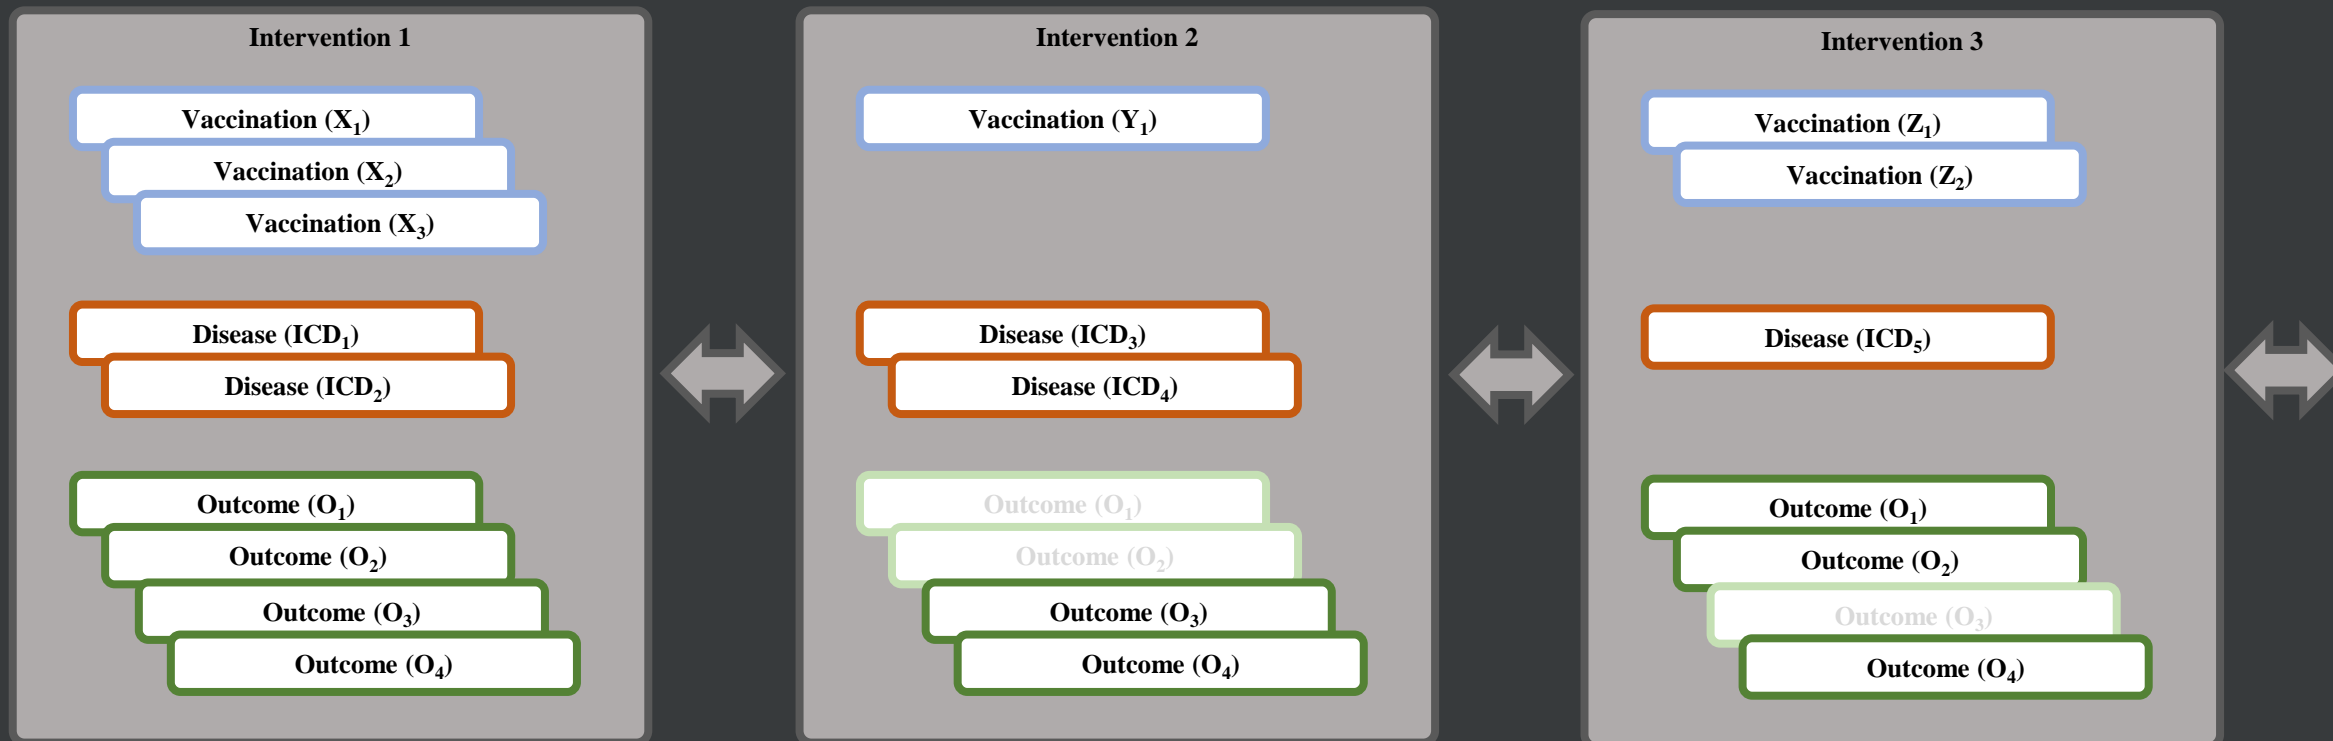 Intervention 1
Vaccination (X₁)
Vaccination (X₂)
Vaccination (X₃)
Disease (ICD₁)
Disease (ICD₂)
Outcome (O₁)
Outcome (O₂)
Outcome (O₃)
Outcome (O₄)
Intervention 2
Vaccination (Y₁)
Disease (ICD₃)
Disease (ICD₄)
Outcome (O₁)
Outcome (O₂)
Outcome (O₃)
Outcome (O₄)
Intervention 3
Vaccination (Z₁)
Vaccination (Z₂)
Disease (ICD₅)
Outcome (O₁)
Outcome (O₂)
Outcome (O₃)
Outcome (O₄)